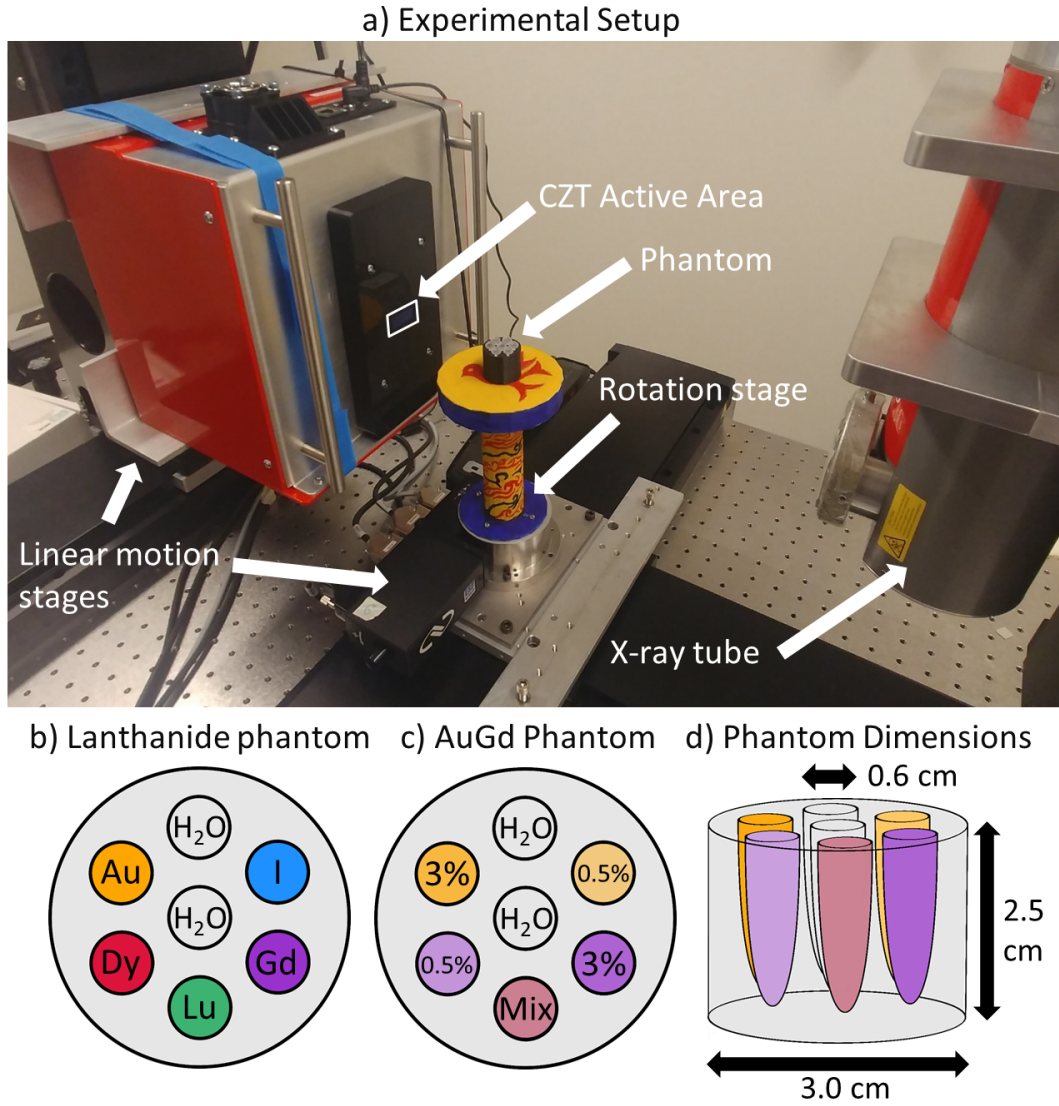 a) Experimental Setup
CZT Active Area
Phantom
Rotation stage
Linear motion
stages
X-ray tube
b) Lanthanide phantom
c) AuGd Phantom
d) Phantom Dimensions
H₂O
Au
I
H₂O
Dy
Gd
Lu
H₂O
3%
0.5%
H₂O
0.5%
3%
Mix
0.6 cm
2.5
cm
3.0 cm